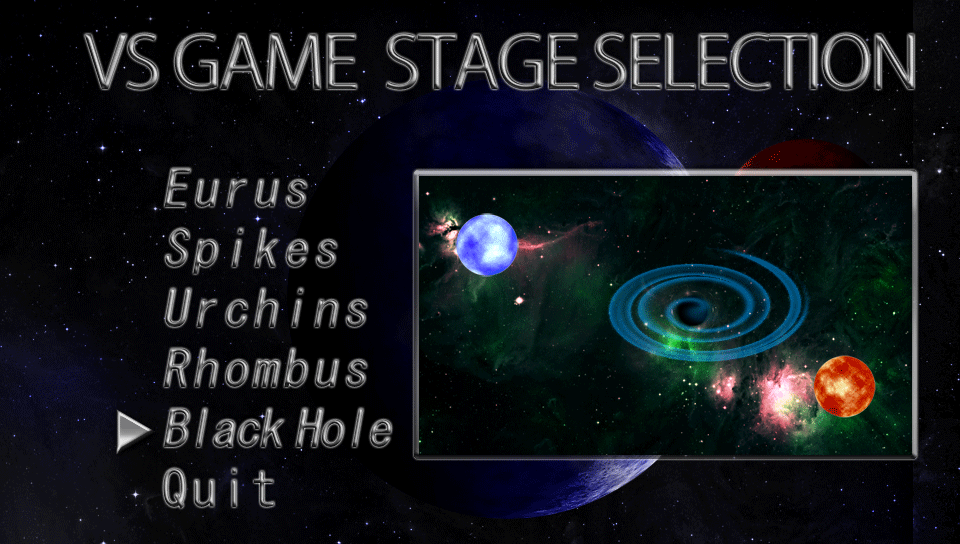 VS GAME STAGE SELECTION
Eurus
Spikes
Urchins
Rhombus
Black Hole
Quit